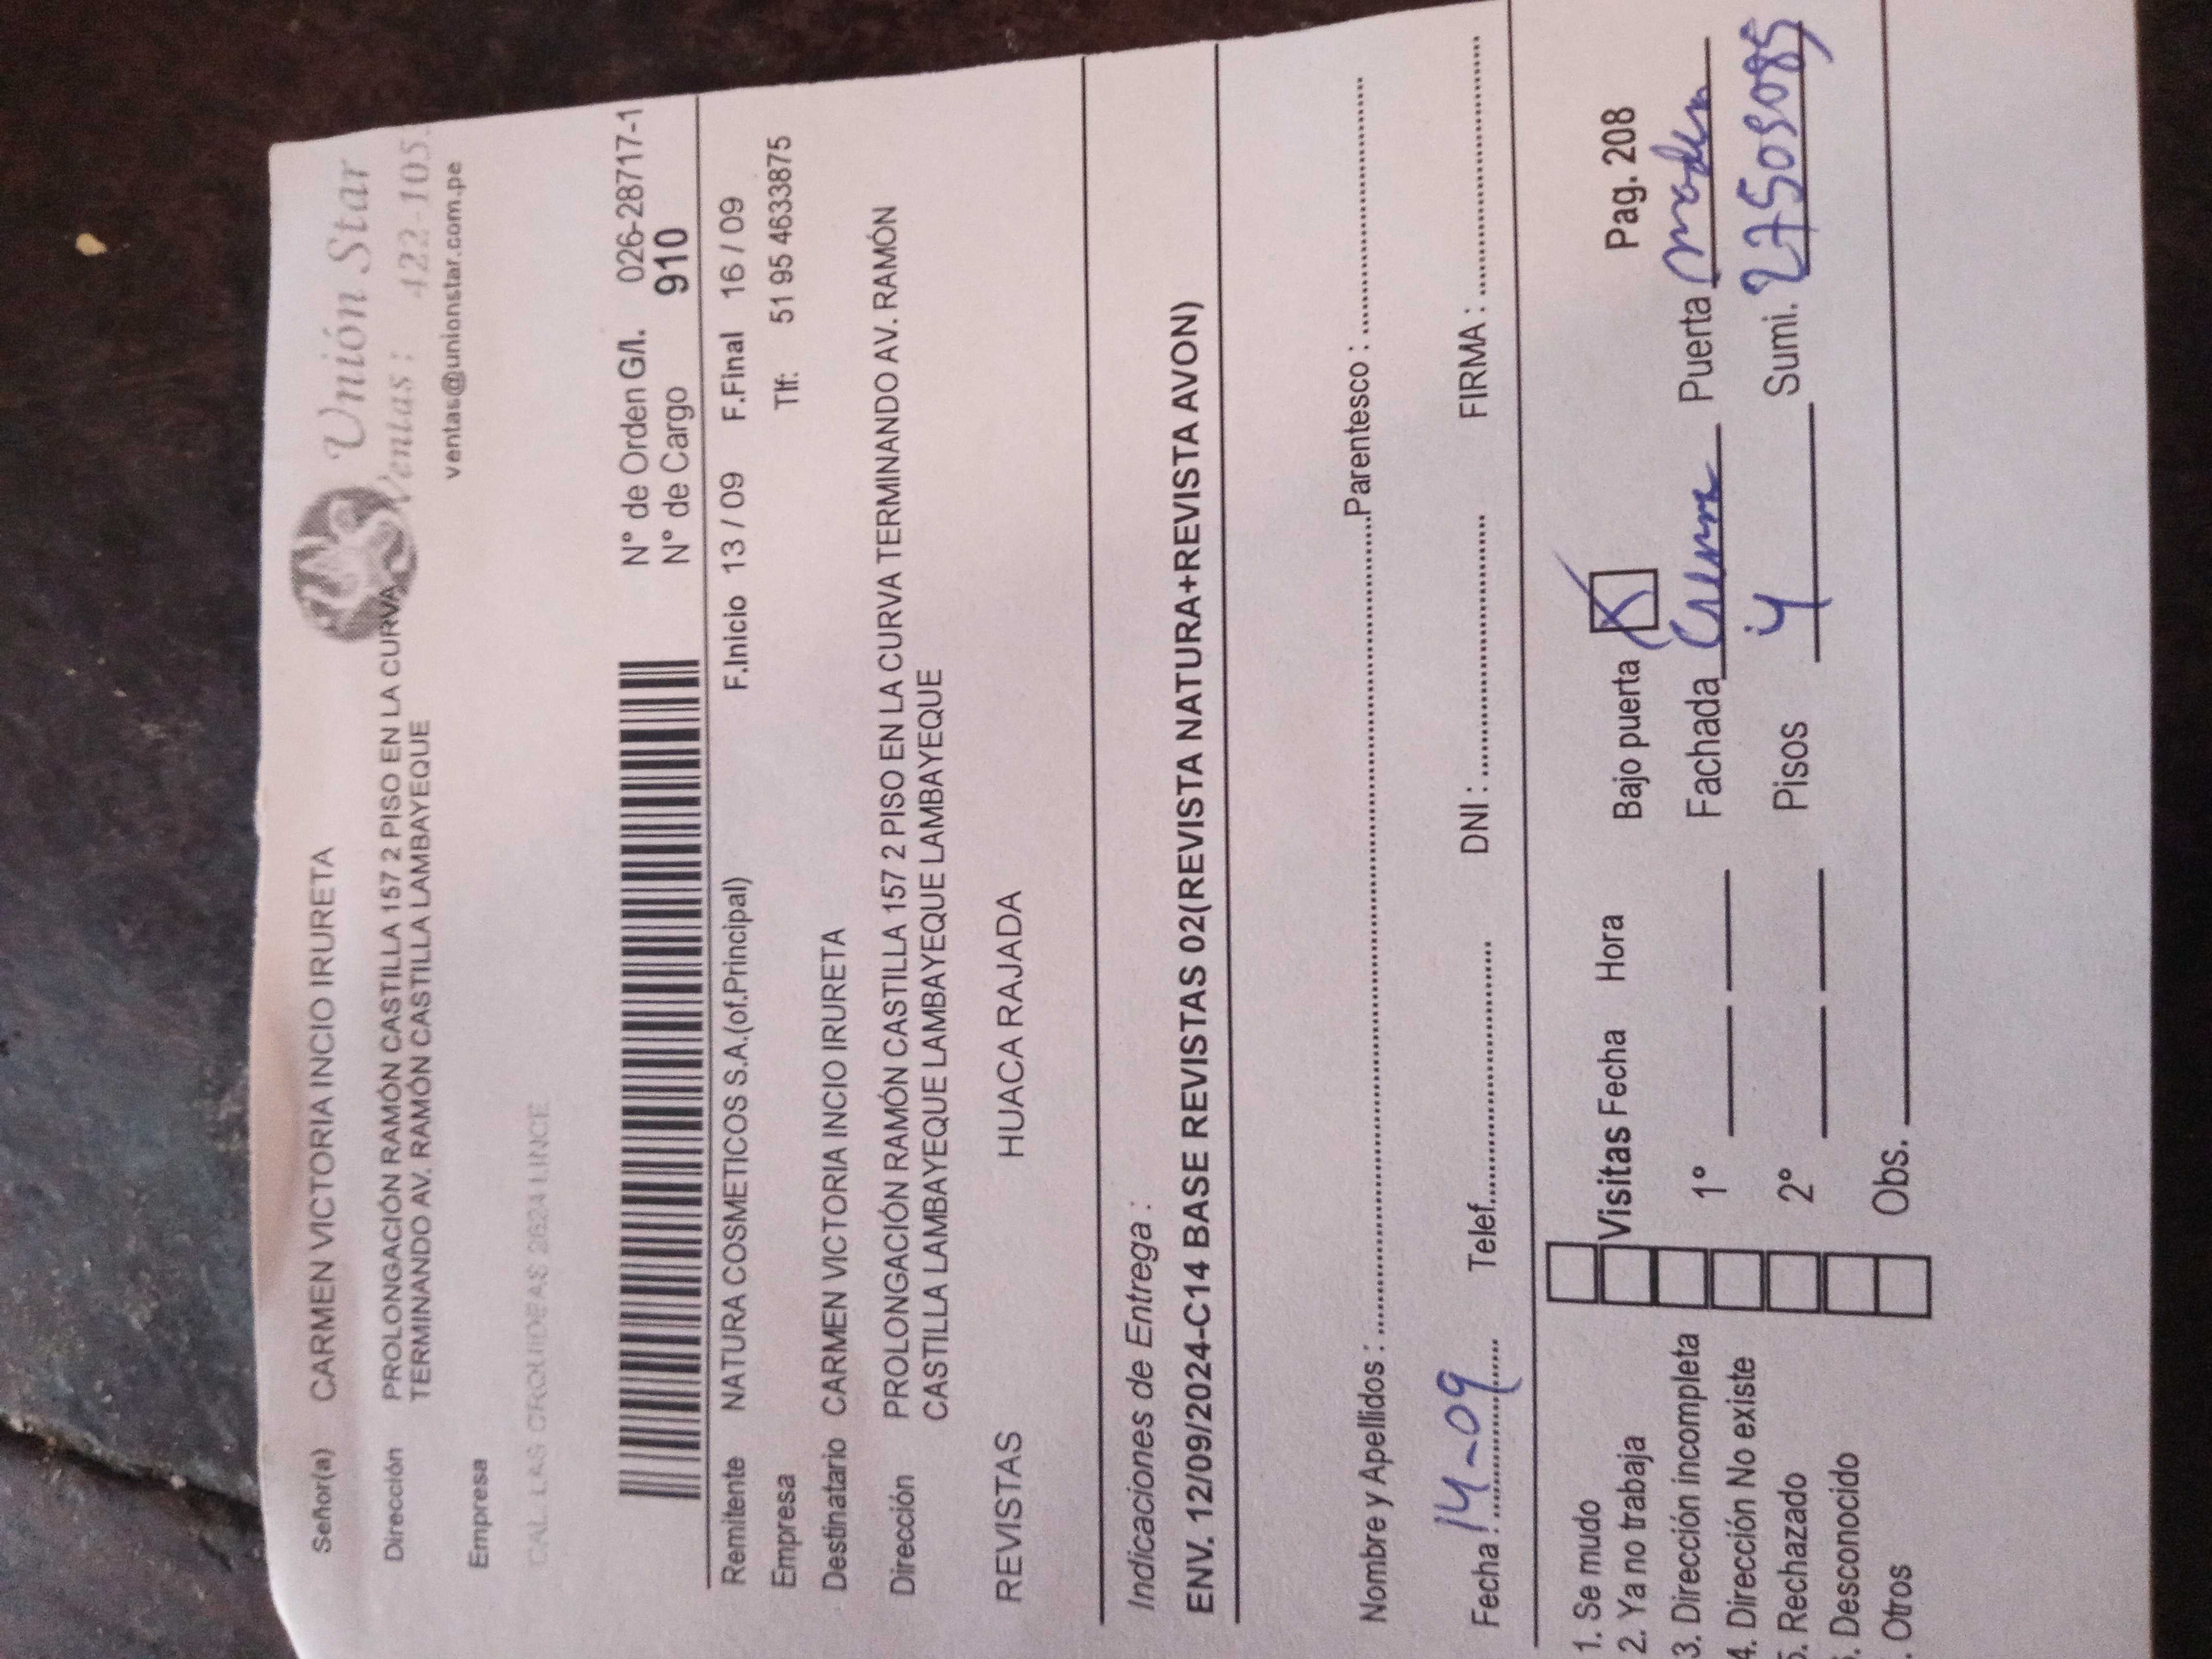 Señor(a) CARMEN VICTORIA INCIO IRURETA
Unión Star
Ventas : 422-105
ventas@unionstar.com.pe
Dirección PROLONGACIÓN RAMÓN CASTILLA 157 2 PISO EN LA CURVA
TERMINANDO AV. RAMÓN CASTILLA LAMBAYEQUE
Empresa
CAL. LAS ORQUIDEAS 2624 LINCE
N° de Orden G/I. 026-28717-1
N° de Cargo 910
Remitente NATURA COSMETICOS S.A.(of.Principal) F.Inicio 13 / 09 F.Final 16 / 09
Empresa Tlf: 51 95 4633875
Destinatario CARMEN VICTORIA INCIO IRURETA
Dirección PROLONGACIÓN RAMÓN CASTILLA 157 2 PISO EN LA CURVA TERMINANDO AV. RAMÓN
CASTILLA LAMBAYEQUE LAMBAYEQUE LAMBAYEQUE
REVISTAS HUACA RAJADA
Indicaciones de Entrega :
ENV. 12/09/2024-C14 BASE REVISTAS 02(REVISTA NATURA+REVISTA AVON)
Nombre y Apellidos : Parentesco :
Fecha : 14-09 Telef. DNI : FIRMA :
1. Se mudo
2. Ya no trabaja
3. Dirección incompleta
4. Dirección No existe
5. Rechazado
. Desconocido
. Otros
Visitas Fecha Hora Bajo puerta X Pag. 208
1° Fachada Crema Puerta
2° Pisos Sumi.
Obs.